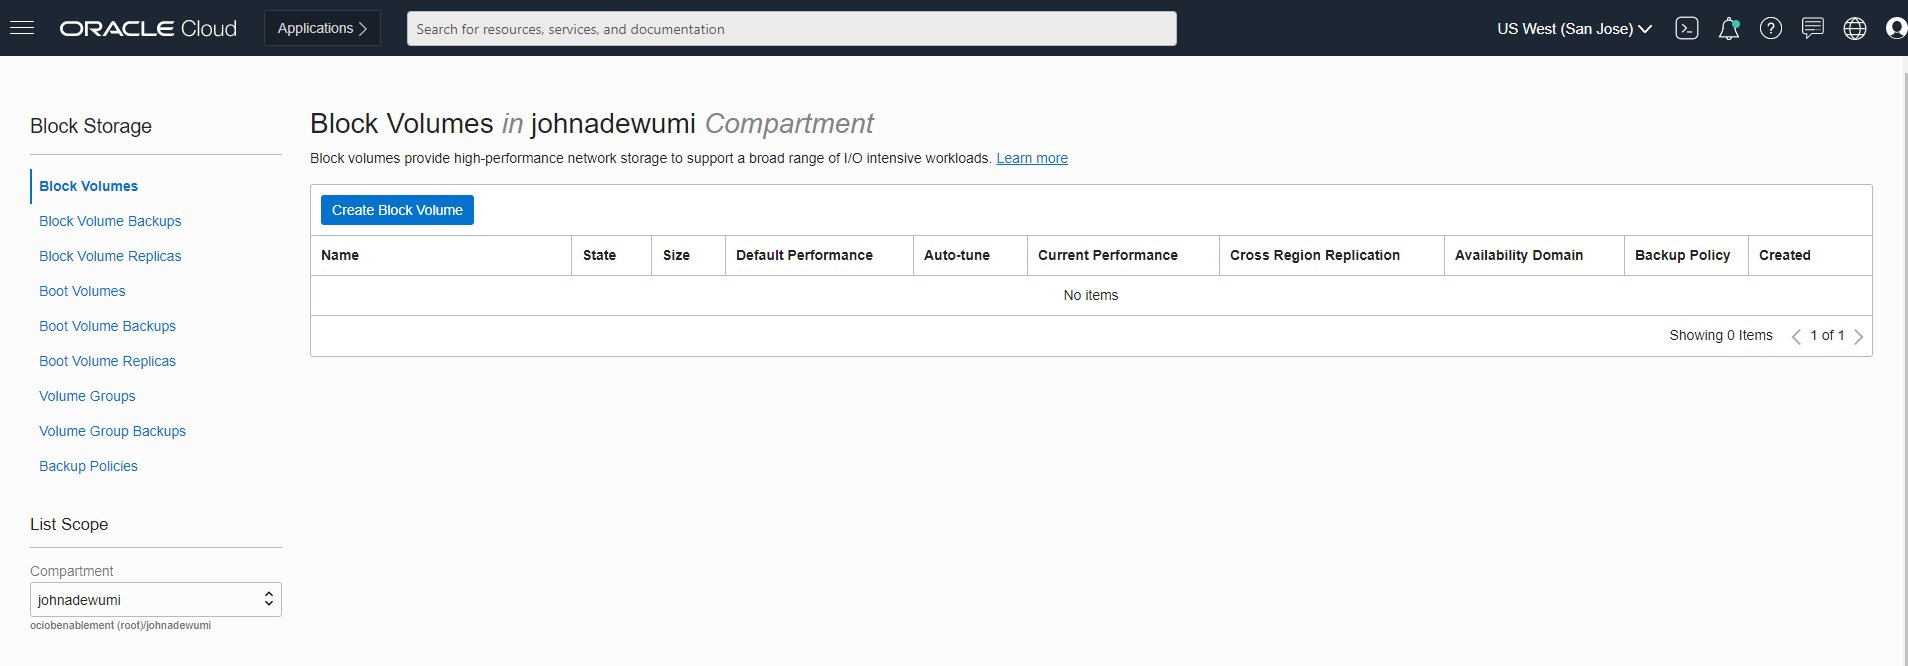 ORACLE Cloud
Applications
Search for resources, services, and documentation
US West (San Jose)
Block Storage
Block Volumes
Block Volume Backups
Block Volume Replicas
Boot Volumes
Boot Volume Backups
Boot Volume Replicas
Volume Groups
Volume Group Backups
Backup Policies
List Scope
Compartment
johnadewumi
ociobenablement (root)/johnadewumi
Block Volumes in johnadewumi Compartment
Block volumes provide high-performance network storage to support a broad range of I/O intensive workloads. Learn more
Create Block Volume
Name State Size Default Performance Auto-tune Current Performance Cross Region Replication Availability Domain Backup Policy Created
No items
Showing 0 Items 1 of 1